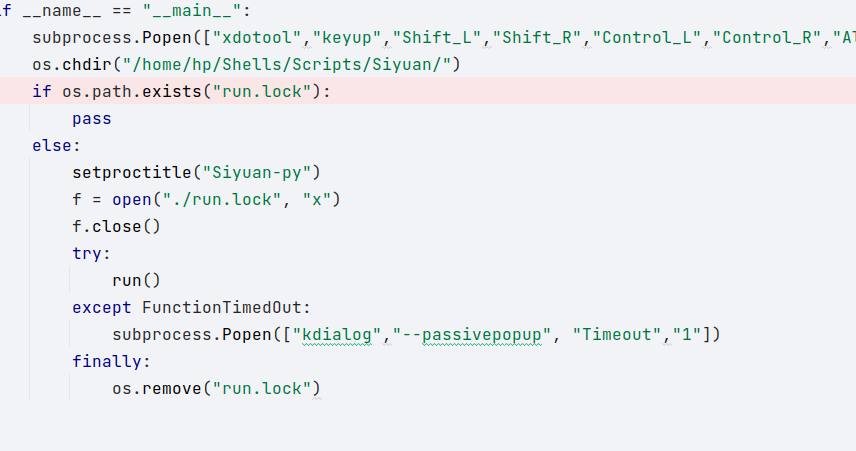 if __name__ == "__main__":
    subprocess.Popen(["xdotool","keyup","Shift_L","Shift_R","Control_L","Control_R","Al
    os.chdir("/home/hp/Shells/Scripts/Siyuan/")
    if os.path.exists("run.lock"):
        pass
    else:
        setproctitle("Siyuan-py")
        f = open("./run.lock", "x")
        f.close()
        try:
            run()
        except FunctionTimedOut:
            subprocess.Popen(["kdialog","--passivepopup", "Timeout","1"])
        finally:
            os.remove("run.lock")